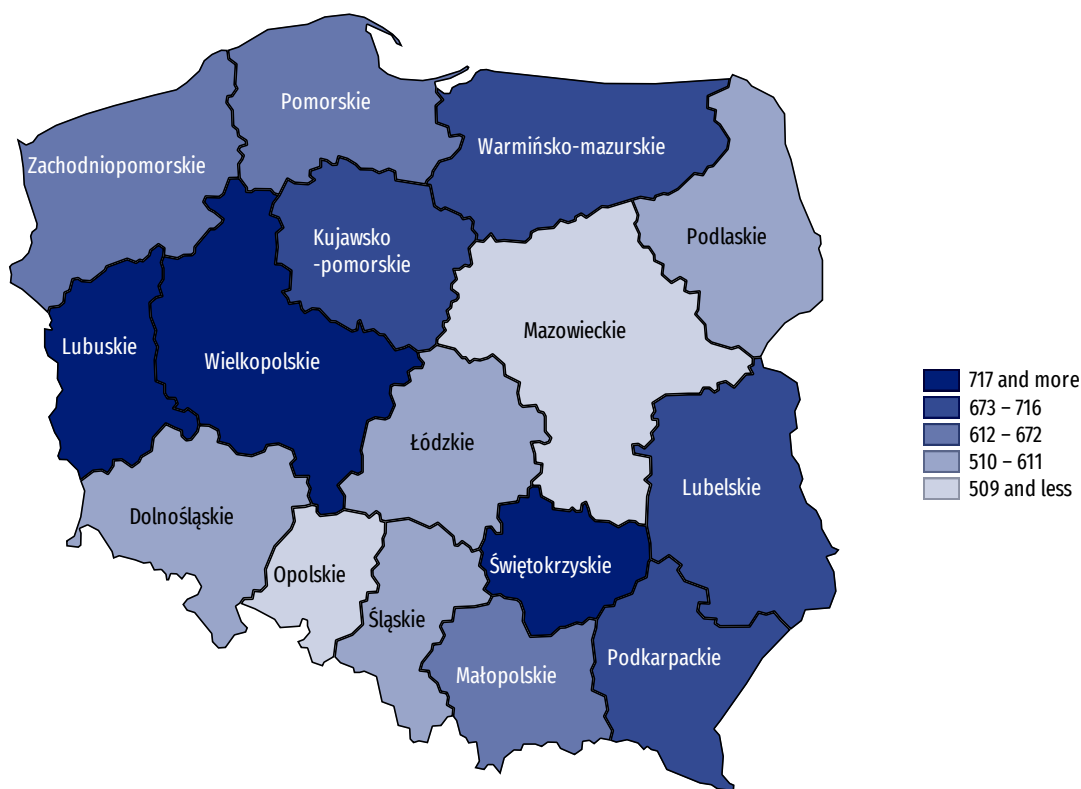 Pomorskie
Zachodniopomorskie
Warmińsko-mazurskie
Kujawsko
-pomorskie
Podlaskie
Lubuskie
Wielkopolskie
Mazowieckie
Łódzkie
Lubelskie
Dolnośląskie
Opolskie
Świętokrzyskie
Śląskie
Małopolskie
Podkarpackie
717 and more
673 – 716
612 – 672
510 – 611
509 and less